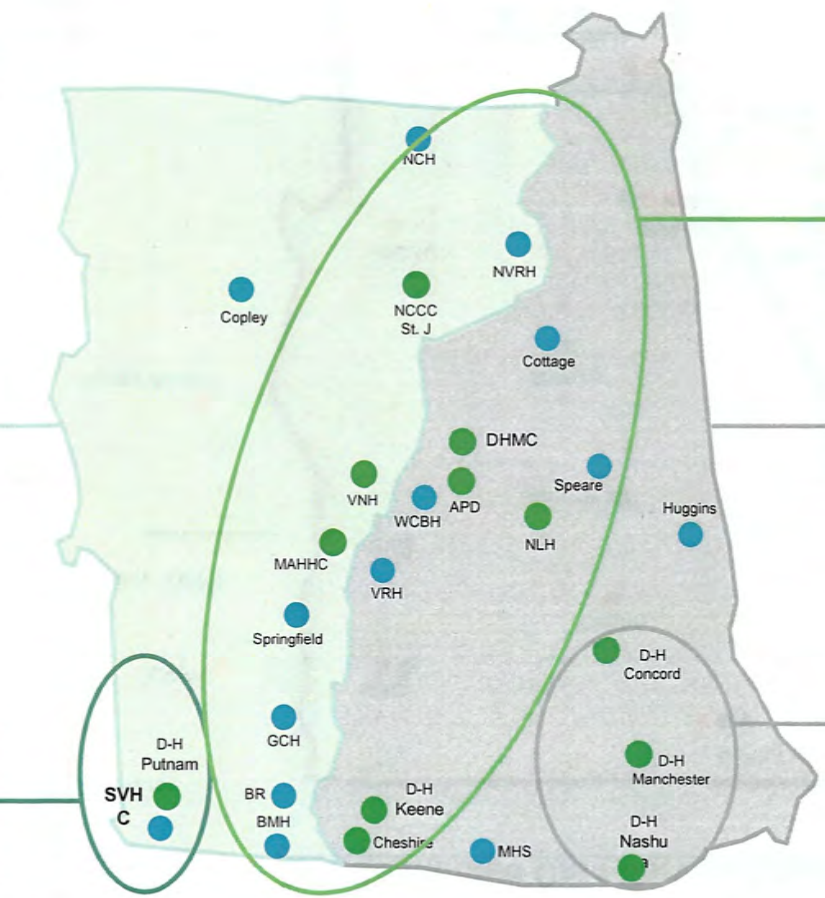 NCH
NVRH
NCCC
St. J
Copley
Cottage
DHMC
Speare
VNH
APD
WCBH
Huggins
NLH
MAHHC
VRH
Springfield
D-H
Concord
GCH
D-H
Putnam
D-H
Manchester
SVH
C
BR
D-H
Keene
BMH
D-H
Nashu
a
Cheshire
MHS